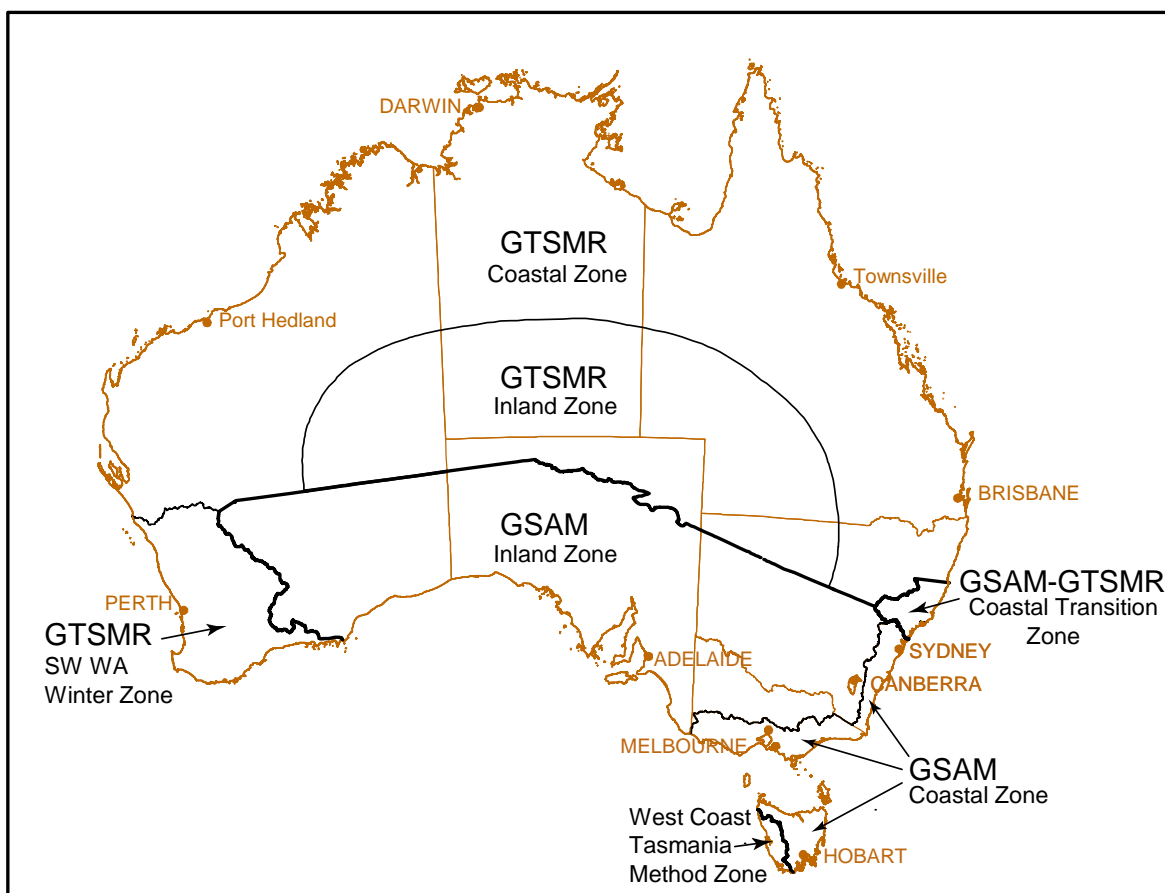 DARWIN
GTSMR
Coastal Zone
Townsville
Port Hedland
GTSMR
Inland Zone
BRISBANE
GSAM
Inland Zone
GSAM-GTSMR
Coastal Transition
Zone
PERTH
GTSMR
SW WA
Winter Zone
SYDNEY
ADELAIDE
CANBERRA
MELBOURNE
GSAM
Coastal Zone
West Coast
Tasmania
Method Zone
HOBART